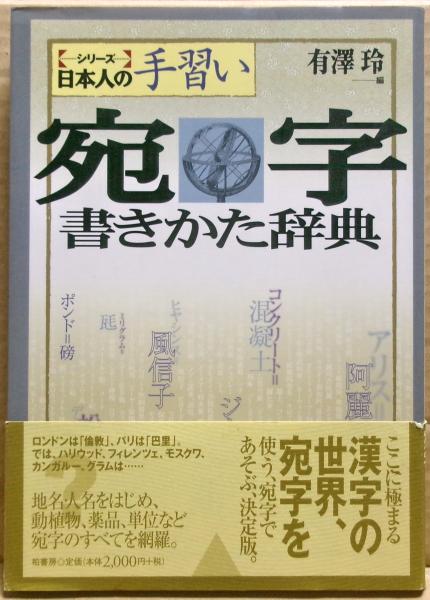 シリーズ
日本人の手習い
有澤 玲
編
宛字
書きかた辞典
アリス=
阿麗
コンクリート=
混凝土
ジ
ヒヤシンス=
風信子
ミリグラム=
瓱
ポンド=磅
ここに極まる
漢字の
世界、
宛字を
使う、宛字で
あそぶ、決定版。
ロンドンは「倫敦」、パリは「巴里」。
では、ハリウッド、フィレンツェ、モスクワ、
カンガルー、グラムは……
?
地名・人名をはじめ、
動植物、薬品、単位など
宛字のすべてを網羅。
柏書房◇定価(本体2,000円+税)